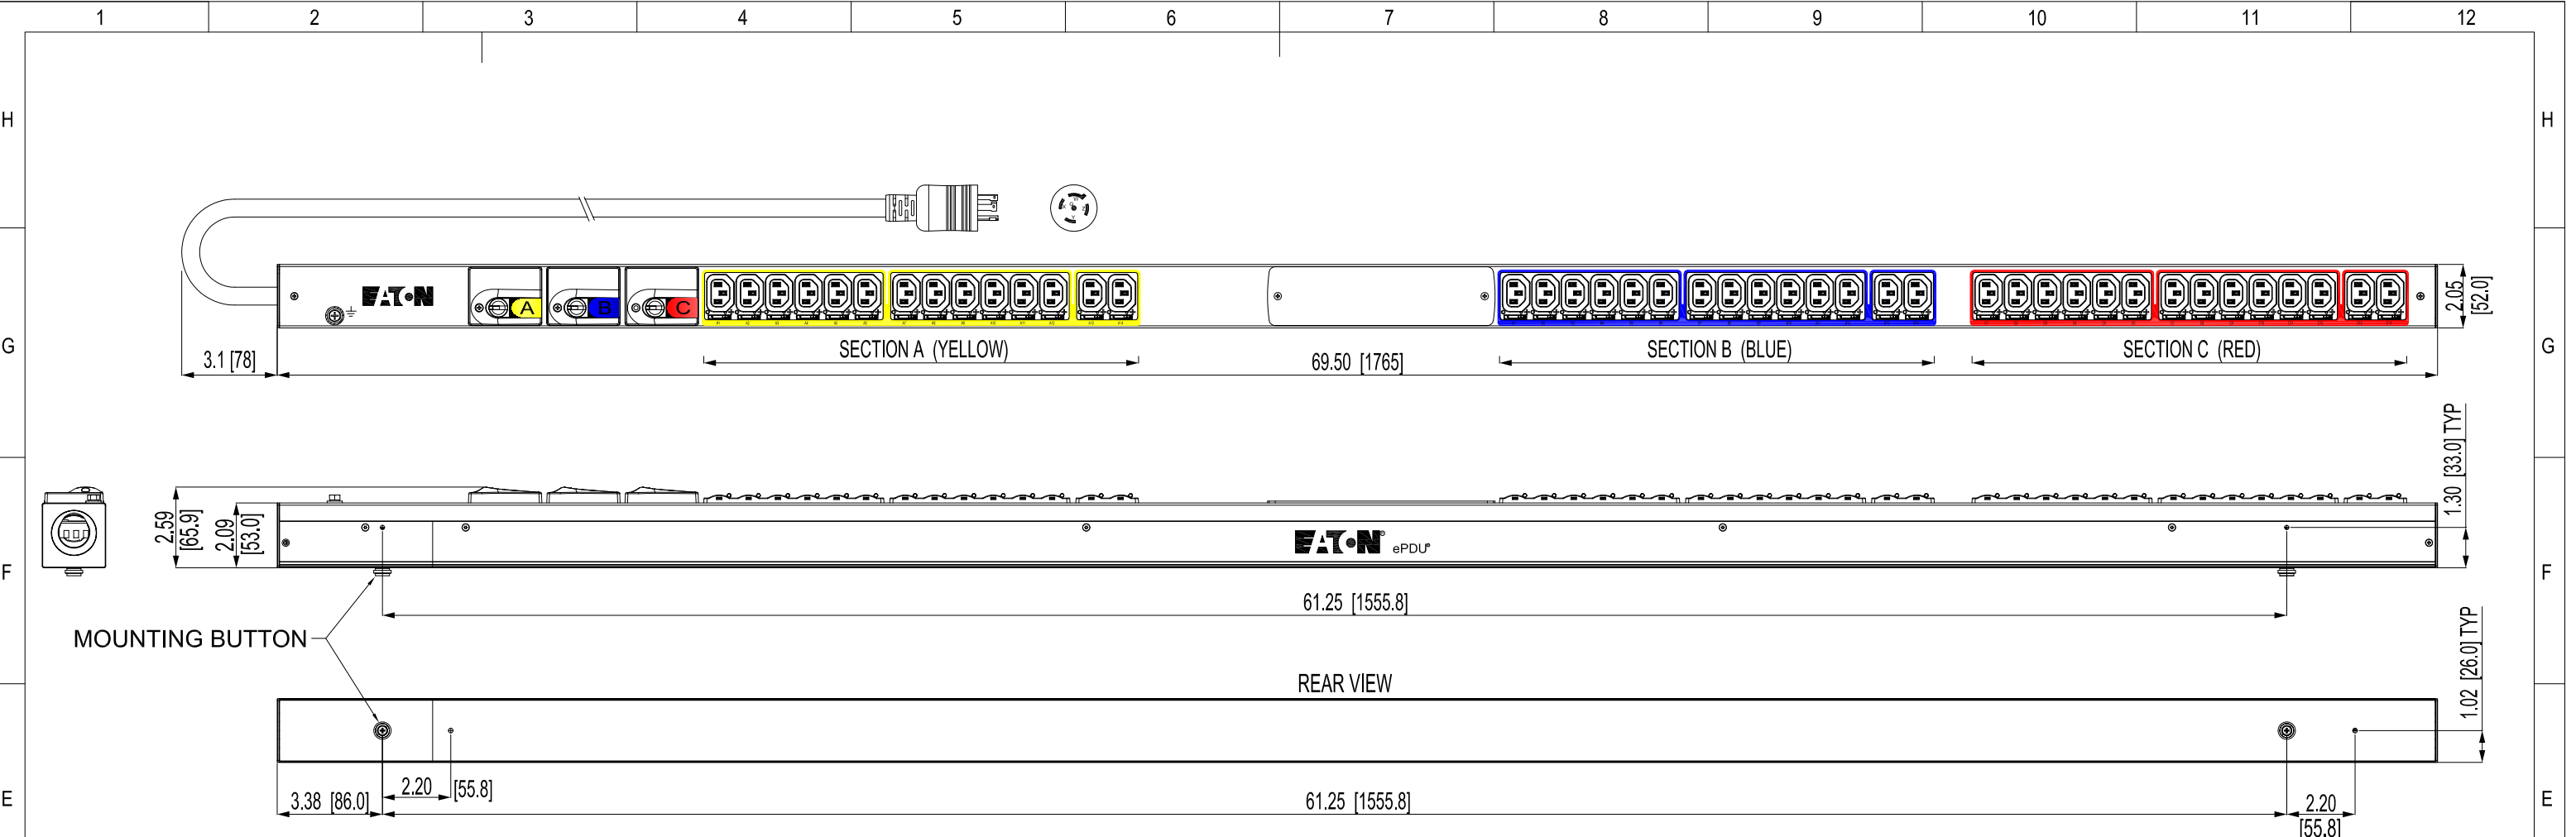 1 2 3 4 5 6 7 8 9 10 11 12
H H
EATON A B C
2.05 [52.0]
G G
SECTION A (YELLOW) SECTION B (BLUE) SECTION C (RED)
3.1 [78] 69.50 [1765]
1.30 [33.0] TYP
2.59 [65.9]
2.09 [53.0]
EATON® ePDU®
F F
61.25 [1555.8]
MOUNTING BUTTON
1.02 [26.0] TYP
REAR VIEW
2.20 [55.8]
E E
3.38 [86.0] 61.25 [1555.8] 2.20 [55.8]